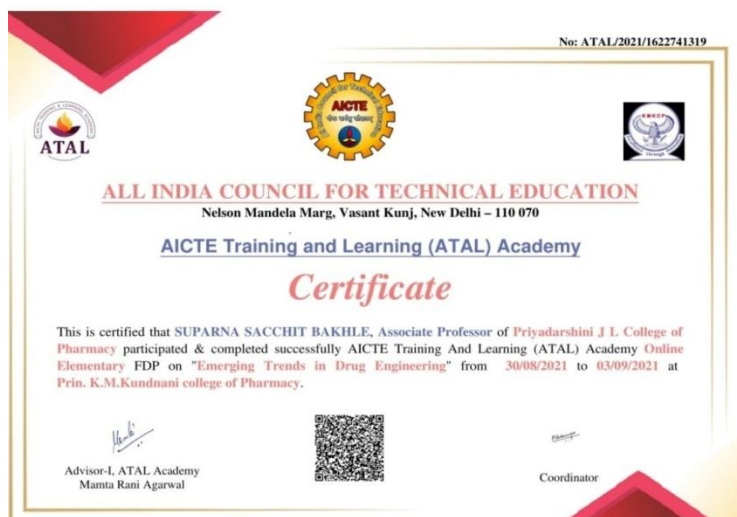 No: ATAL/2021/1622741319
ATAL
AICTE
KMKCP
Through
ALL INDIA COUNCIL FOR TECHNICAL EDUCATION
Nelson Mandela Marg, Vasant Kunj, New Delhi – 110 070
AICTE Training and Learning (ATAL) Academy
Certificate
This is certified that SUPARNA SACCHIT BAKHLE, Associate Professor of Priyadarshini J L College of
Pharmacy participated & completed successfully AICTE Training And Learning (ATAL) Academy Online
Elementary FDP on "Emerging Trends in Drug Engineering" from 30/08/2021 to 03/09/2021 at
Prin. K.M.Kundnani college of Pharmacy.
Advisor-I, ATAL Academy
Mamta Rani Agarwal
Coordinator